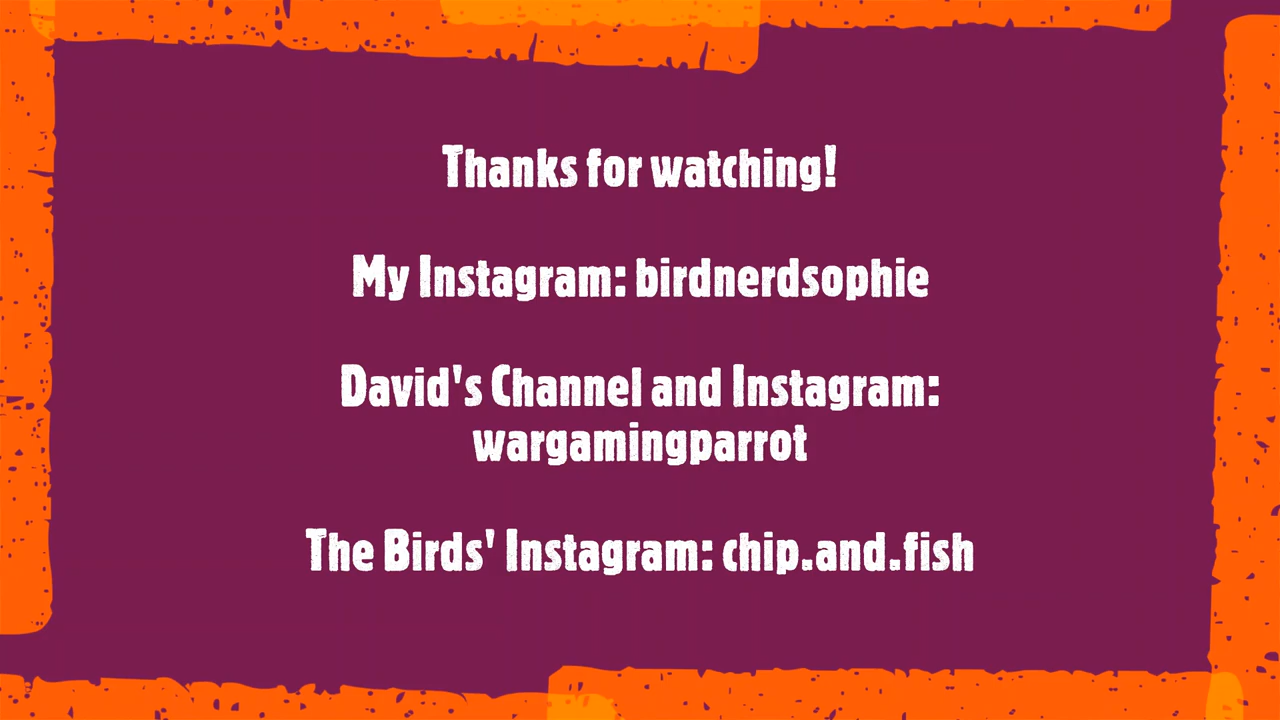 Thanks for watching!
My Instagram: birdnerdsophie
David's Channel and Instagram:
wargamingparrot
The Birds' Instagram: chip.and.fish